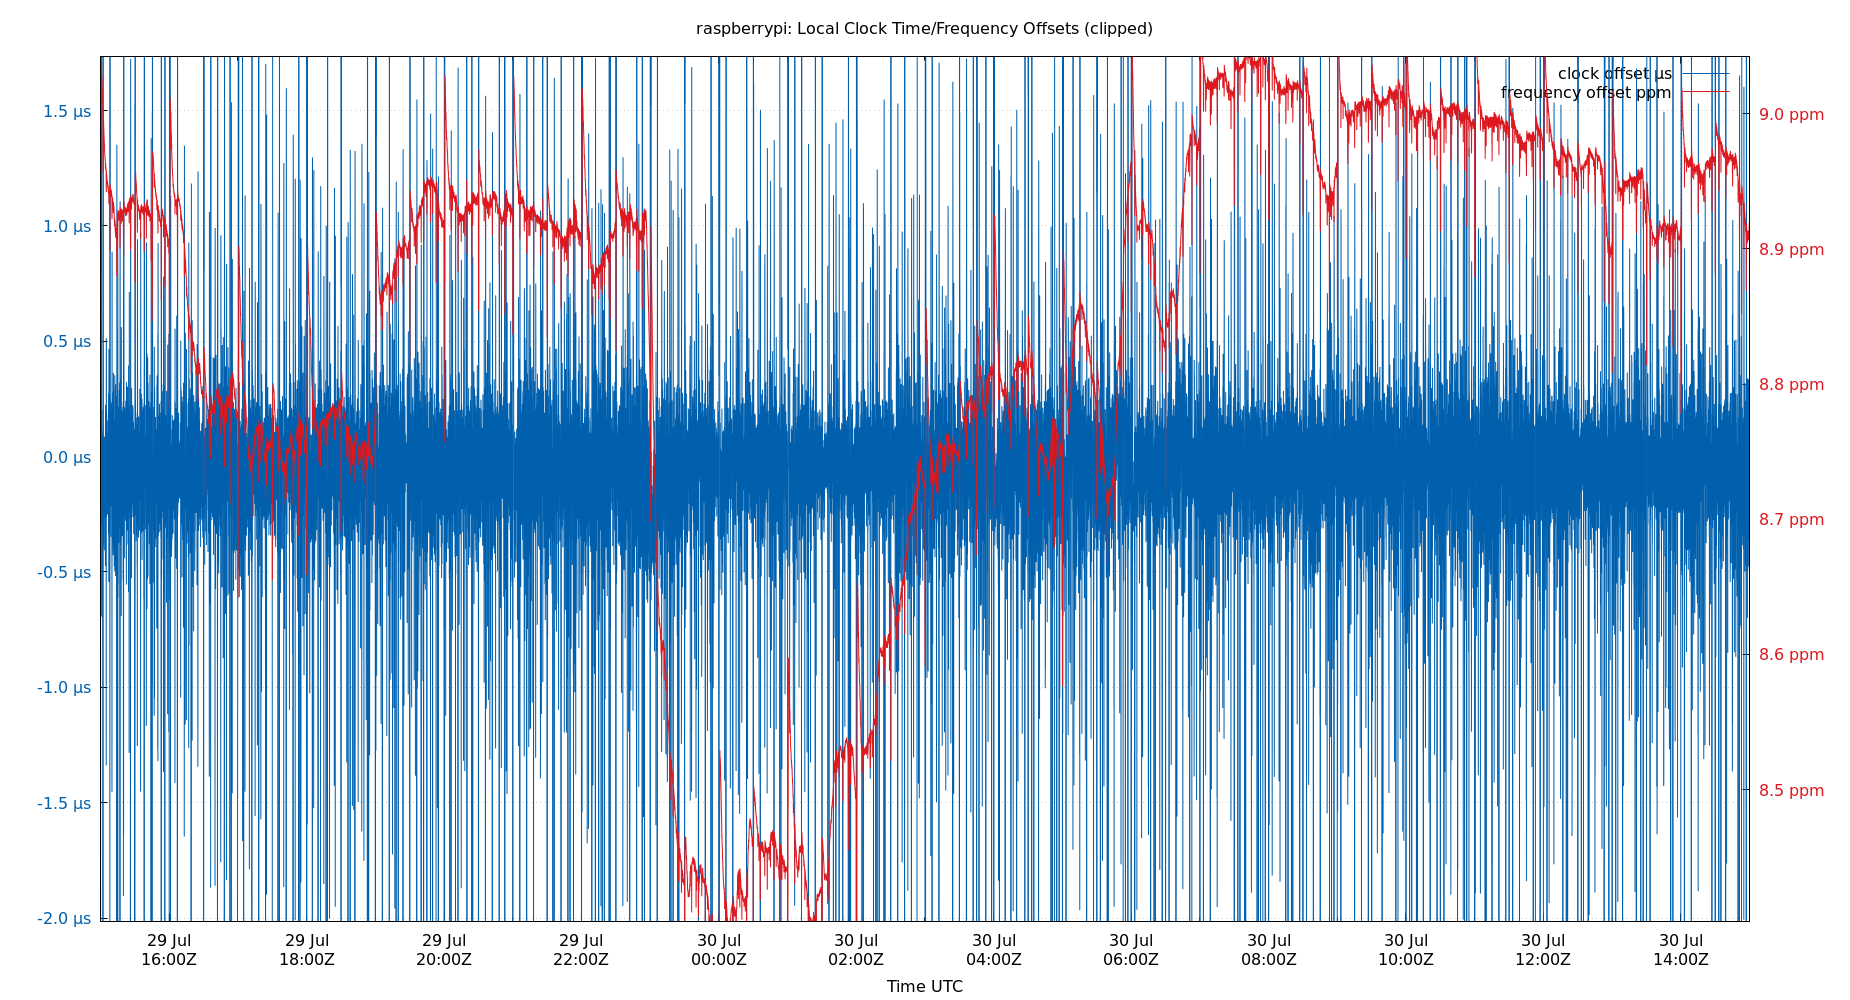 raspberrypi: Local Clock Time/Frequency Offsets (clipped)
clock offset µs
frequency offset ppm
1.5 µs
1.0 µs
0.5 µs
0.0 µs
-0.5 µs
-1.0 µs
-1.5 µs
-2.0 µs
9.0 ppm
8.9 ppm
8.8 ppm
8.7 ppm
8.6 ppm
8.5 ppm
29 Jul 29 Jul 29 Jul 29 Jul 30 Jul 30 Jul 30 Jul 30 Jul 30 Jul 30 Jul 30 Jul 30 Jul
16:00Z 18:00Z 20:00Z 22:00Z 00:00Z 02:00Z 04:00Z 06:00Z 08:00Z 10:00Z 12:00Z 14:00Z
Time UTC